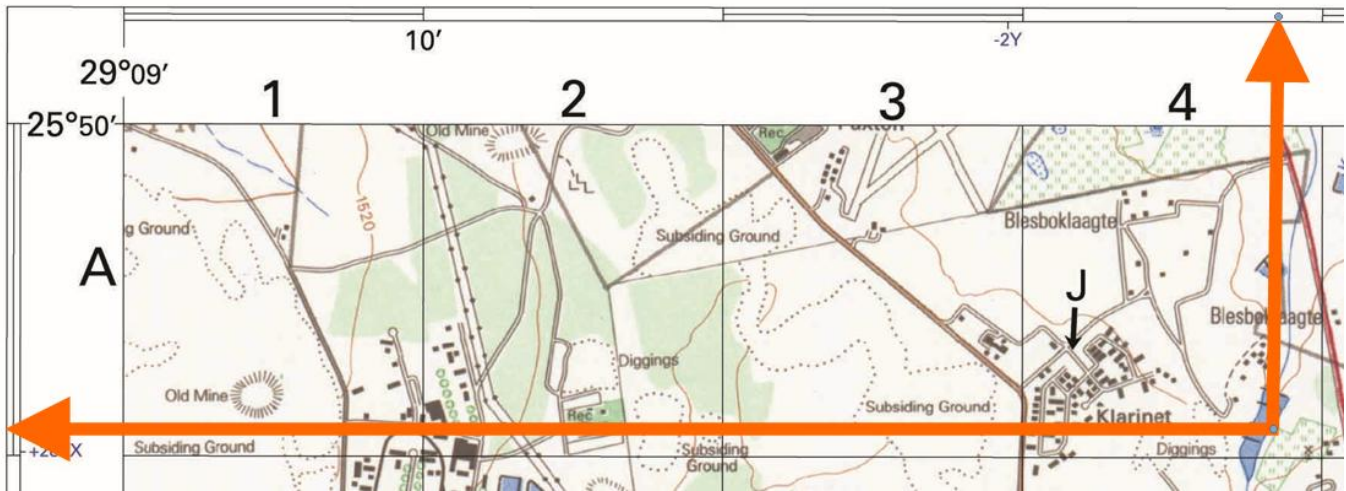 10′
-2Y
29°09′
1
2
3
4
25°50′
Old Mine
Rec
1520
Blesboklaagte
g Ground
Subsiding Ground
A
J
Blesboklaagte
Diggings
Old Mine
Subsiding Ground
Rec
Klarinet
Subsiding Ground
Subsiding
Ground
Diggings